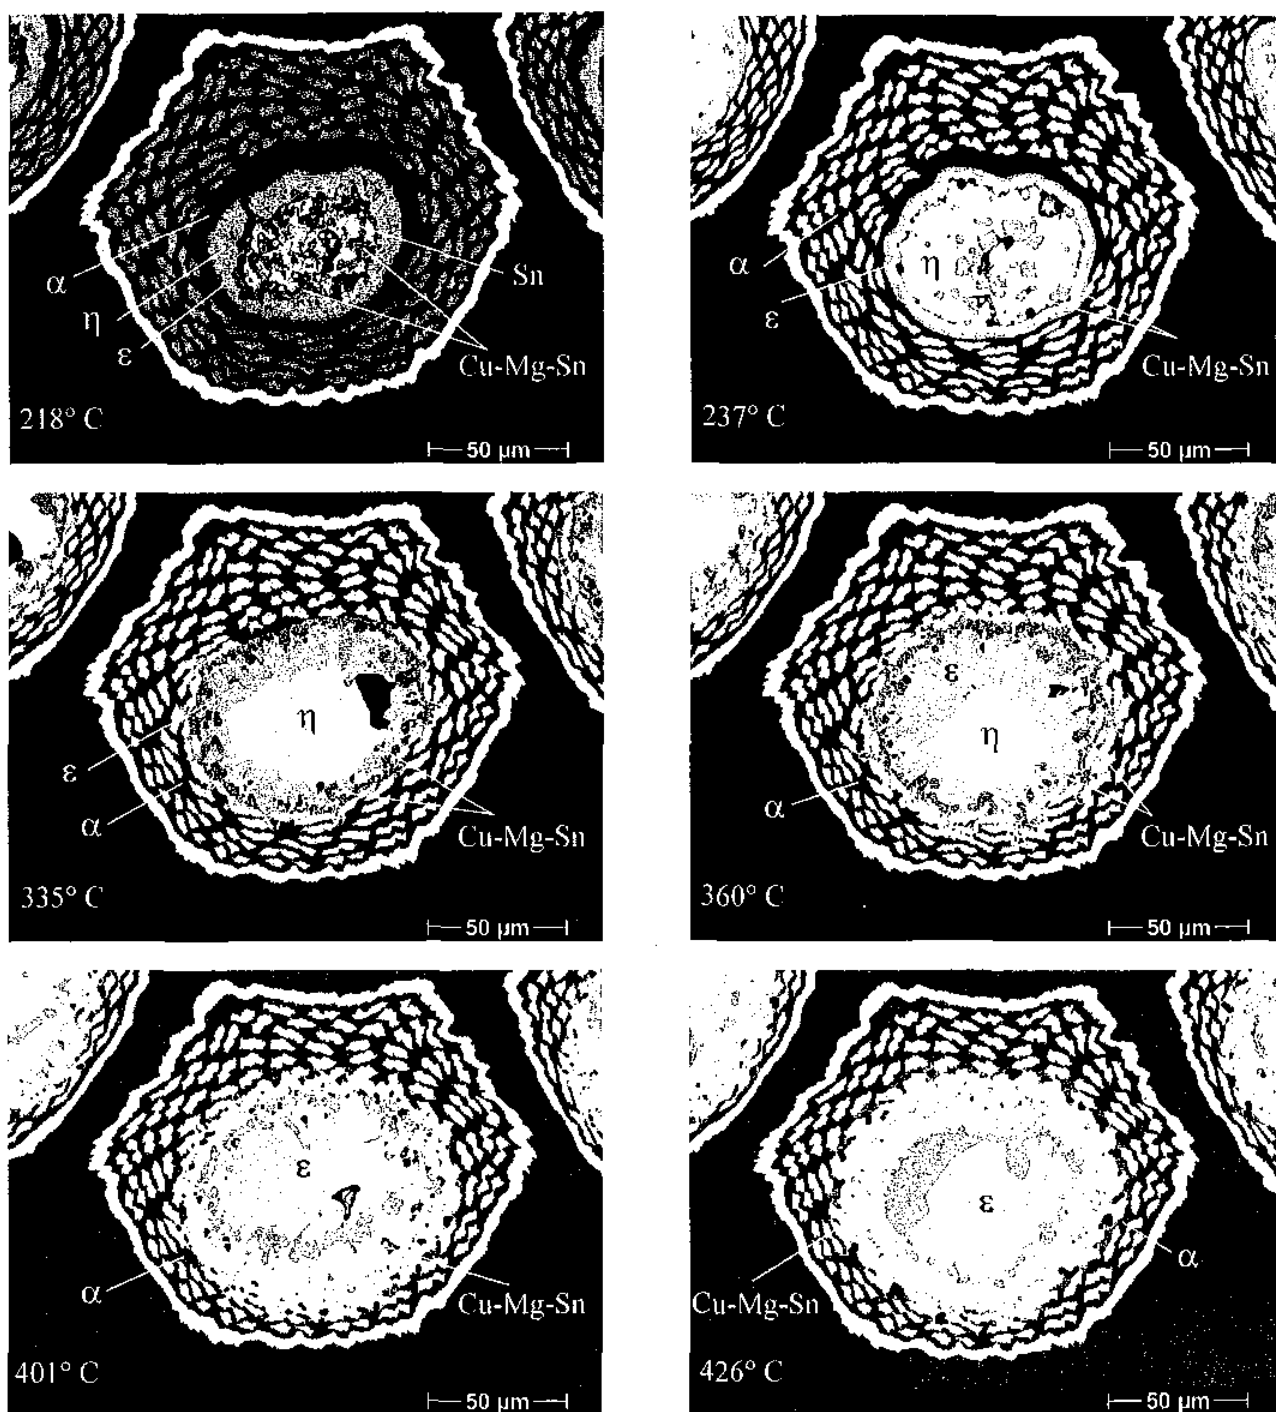 α
η
ε
Sn
Cu-Mg-Sn
218° C
50 µm
α
ε
η
Cu-Mg-Sn
237° C
50 µm
η
ε
α
Cu-Mg-Sn
335° C
50 µm
ε
η
α
Cu-Mg-Sn
360° C
50 µm
ε
α
Cu-Mg-Sn
401° C
50 µm
ε
α
Cu-Mg-Sn
426° C
50 µm